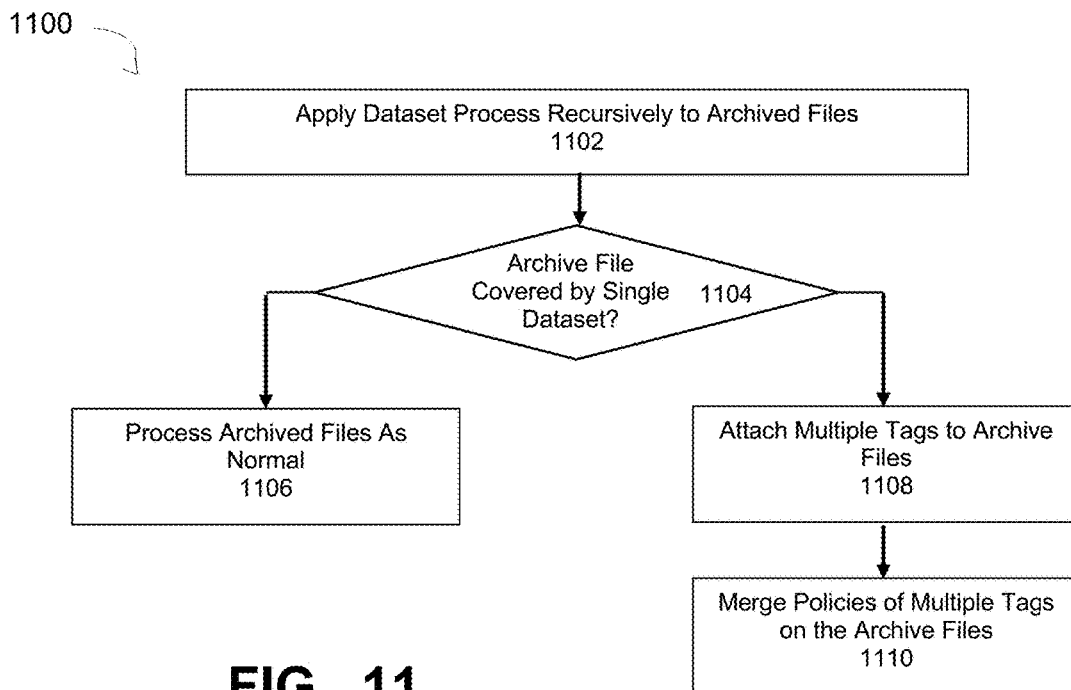 1100
Apply Dataset Process Recursively to Archived Files
1102
Archive File
Covered by Single
Dataset?
1104
Process Archived Files As
Normal
1106
Attach Multiple Tags to Archive
Files
1108
Merge Policies of Multiple Tags
on the Archive Files
1110
FIG. 11